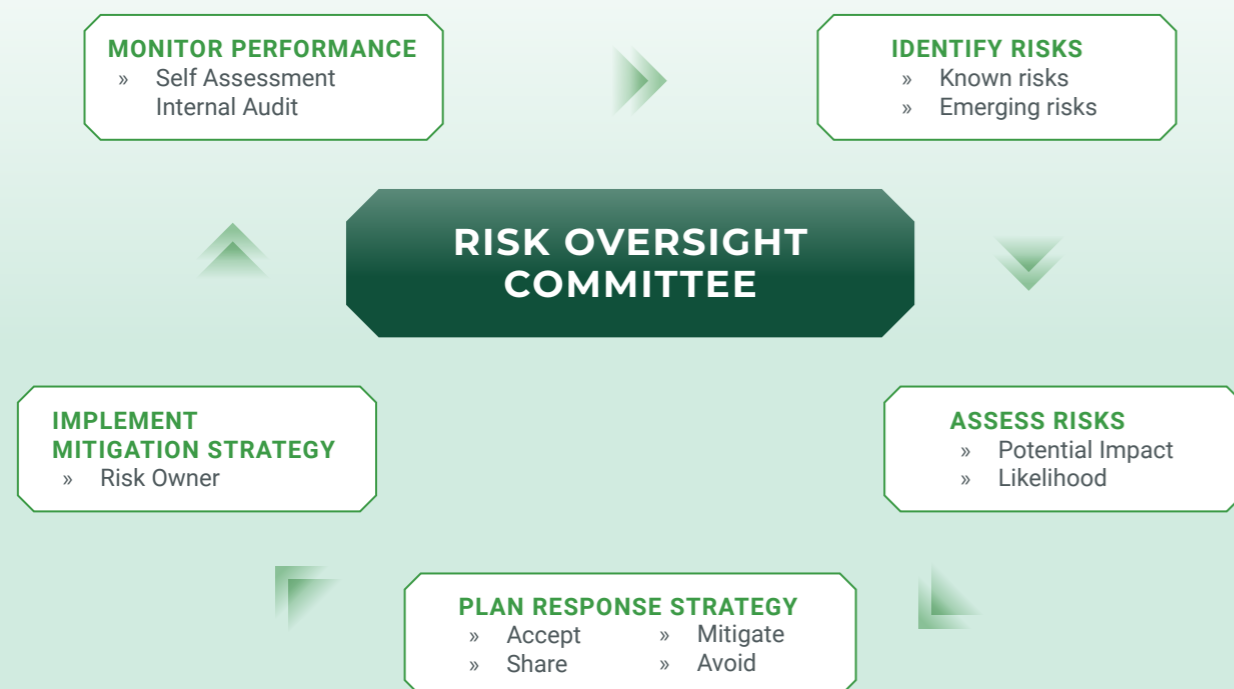 MONITOR PERFORMANCE
» Self Assessment
Internal Audit
IDENTIFY RISKS
» Known risks
» Emerging risks
RISK OVERSIGHT
COMMITTEE
IMPLEMENT
MITIGATION STRATEGY
» Risk Owner
ASSESS RISKS
» Potential Impact
» Likelihood
PLAN RESPONSE STRATEGY
» Accept » Mitigate
» Share » Avoid